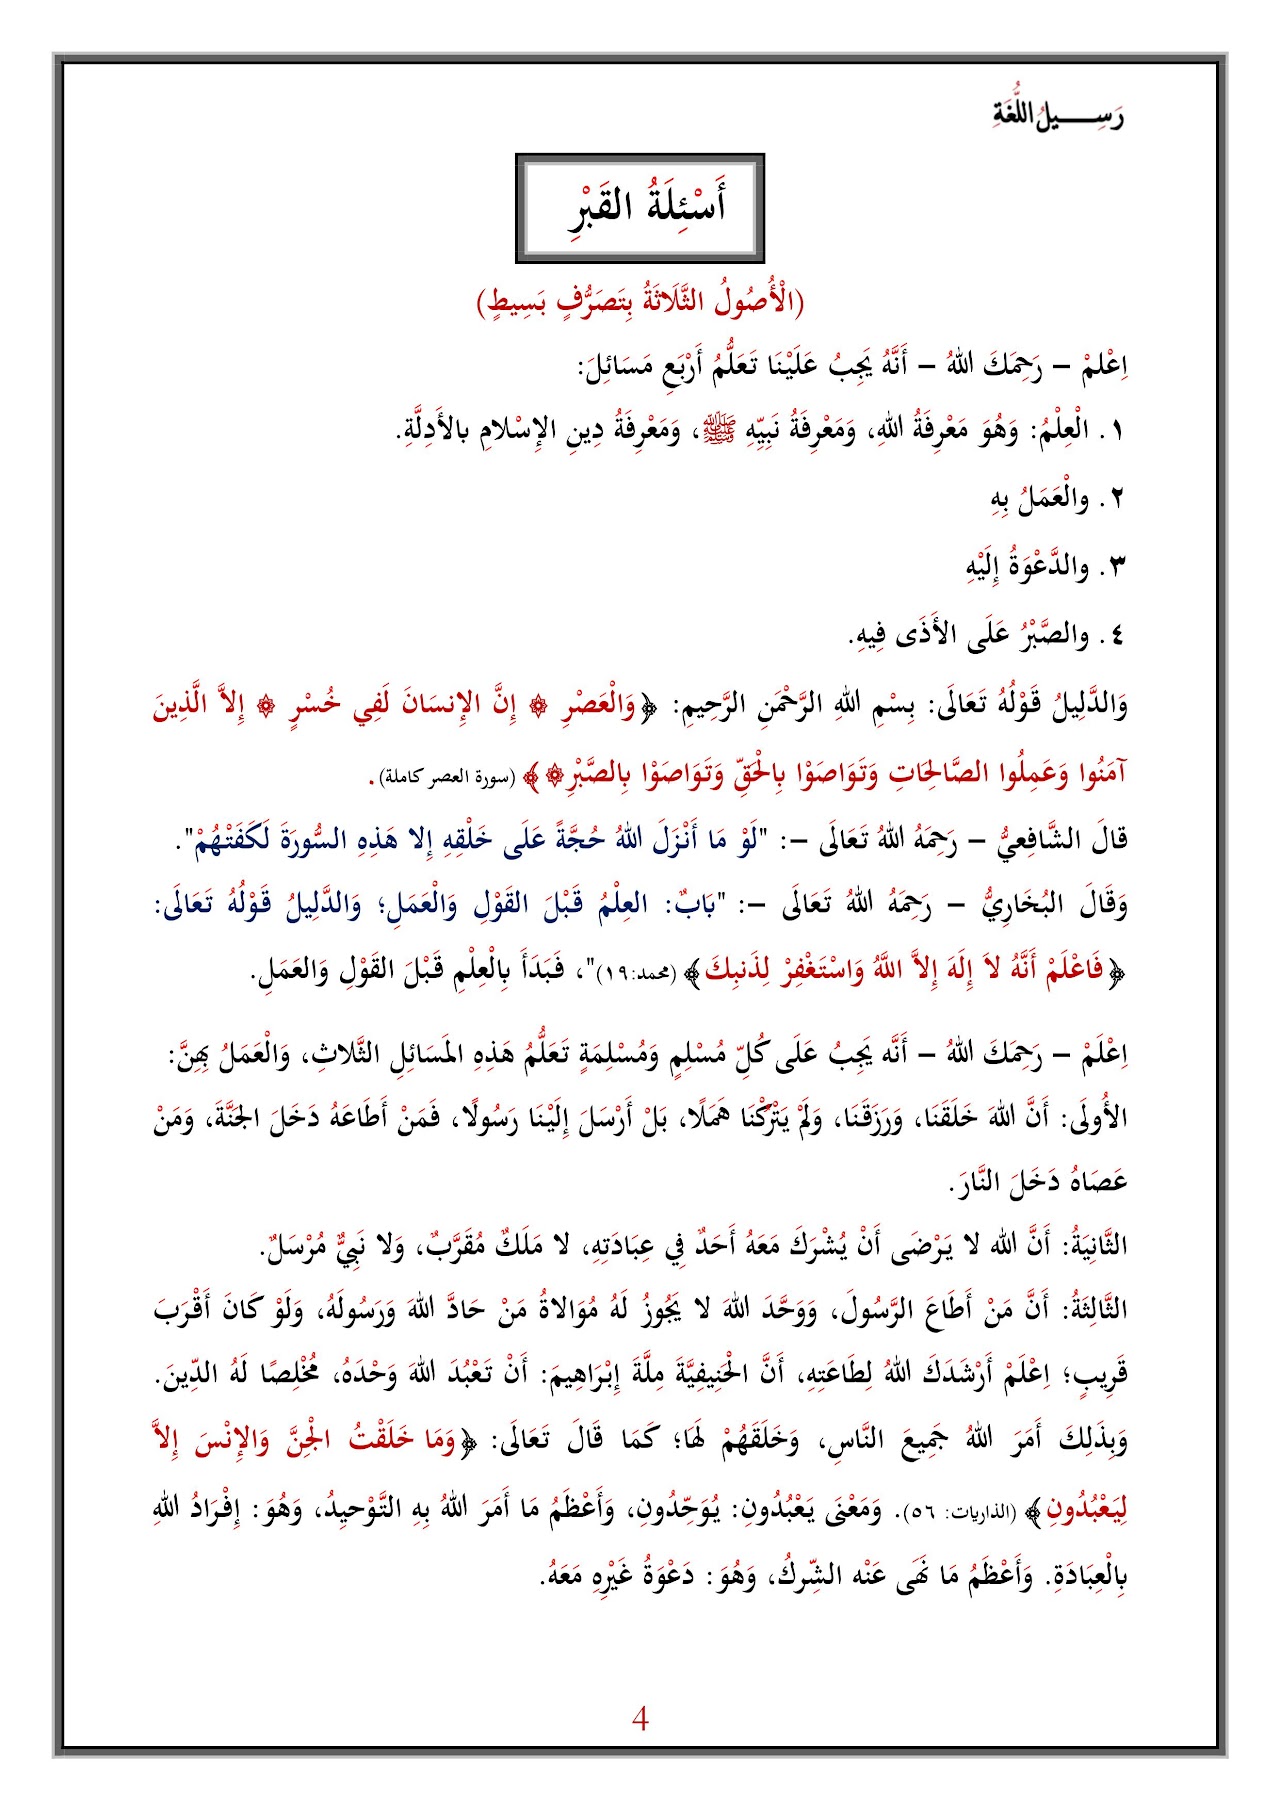 رَسِـــيلُ اللُّغَةِ
أَسْئِلَةُ القَبْرِ
(الْأُصُولُ الثَّلَاثَةُ بِتَصَرُّفٍ بَسِيطٍ)
اِعْلمْ – رَحِمَكَ اللهُ – أَنَّهُ يَجِبُ عَلَيْنَا تَعَلُّمُ أَرْبَعِ مَسَائِلَ:
١. الْعِلْمُ: وَهُوَ مَعْرِفَةُ اللهِ، وَمَعْرِفَةُ نَبِيِّهِ ﷺ، وَمَعْرِفَةُ دِينِ الإِسْلامِ بالأَدِلَّةِ.
٢. والْعَمَلُ بِهِ
٣. والدَّعْوَةُ إِلَيْهِ
٤. والصَّبْرُ عَلَى الأَذَى فِيهِ.
وَالدَّلِيلُ قَوْلُهُ تَعَالَى: بِسْمِ اللهِ الرَّحْمَنِ الرَّحِيمِ: ﴿وَالْعَصْرِ ۞ إِنَّ الإِنسَانَ لَفِي خُسْرٍ ۞ إِلاَّ الَّذِينَ
آمَنُوا وَعَمِلُوا الصَّالِحَاتِ وَتَوَاصَوْا بِالْحَقِّ وَتَوَاصَوْا بِالصَّبْرِ۞﴾ (سورة العصر كاملة).
قالَ الشَّافِعِيُّ – رَحِمَهُ اللهُ تَعَالَى –: "لَوْ مَا أَنْزَلَ اللهُ حُجَّةً عَلَى خَلْقِهِ إِلا هَذِهِ السُّورَةَ لَكَفَتْهُمْ".
وَقَالَ البُخَارِيُّ – رَحِمَهُ اللهُ تَعَالَى –: "بَابٌ: العِلْمُ قَبْلَ القَوْلِ وَالْعَمَلِ؛ وَالدَّلِيلُ قَوْلُهُ تَعَالَى:
﴿فَاعْلَمْ أَنَّهُ لاَ إِلَهَ إِلاَّ اللَّهُ وَاسْتَغْفِرْ لِذَنبِكَ﴾ (محمد:١٩)"، فَبَدَأَ بِالْعِلْمِ قَبْلَ القَوْلِ وَالعَمَلِ.
اِعْلَمْ – رَحِمَكَ اللهُ – أَنَّه يَجِبُ عَلَى كُلِّ مُسْلِمٍ وَمُسْلِمَةٍ تَعَلُّمُ هَذِهِ المَسَائِلِ الثَّلاثِ، وَالْعَمَلُ بِهِنَّ:
الأُولَى: أَنَّ اللهَ خَلَقَنَا، وَرَزَقَنَا، وَلَمْ يَتْرُكْنَا هَمَلًا، بَلْ أَرْسَلَ إِلَيْنَا رَسُولًا، فَمَنْ أَطَاعَهُ دَخَلَ الجَنَّةَ، وَمَنْ
عَصَاهُ دَخَلَ النَّارَ.
الثَّانِيَةُ: أَنَّ الله لا يَرْضَى أَنْ يُشْرَكَ مَعَهُ أَحَدٌ فِي عِبَادَتِهِ، لا مَلَكٌ مُقَرَّبٌ، وَلا نَبِيٌّ مُرْسَلٌ.
الثَّالِثَةُ: أَنَّ مَنْ أَطَاعَ الرَّسُولَ، وَوَحَّدَ اللهَ لا يَجُوزُ لَهُ مُوَالاةُ مَنْ حَادَّ اللهَ وَرَسُولَهُ، وَلَوْ كَانَ أَقْرَبَ
قَرِيبٍ؛ اِعْلَمْ أَرْشَدَكَ اللهُ لِطَاعَتِهِ، أَنَّ الْحَنِيفِيَّةَ مِلَّةَ إِبْرَاهِيمَ: أَنْ تَعْبُدَ اللهَ وَحْدَهُ، مُخْلِصًا لَهُ الدِّينَ.
وَبِذَلِكَ أَمَرَ اللهُ جَمِيعَ النَّاسِ، وَخَلَقَهُمْ لَهَا؛ كَمَا قَالَ تَعَالَى: ﴿وَمَا خَلَقْتُ الْجِنَّ وَالإِنْسَ إِلاَّ
لِيَعْبُدُونِ﴾ (الذاريات: ٥٦). وَمَعْنَى يَعْبُدُونِ: يُوَحِّدُونِ، وَأَعْظَمُ مَا أَمَرَ اللهُ بِهِ التَّوْحِيدُ، وَهُوَ: إِفْرَادُ اللهِ
بِالْعِبَادَةِ. وَأَعْظَمُ مَا نَهَى عَنْه الشِّركُ، وَهُوَ: دَعْوَةُ غَيْرِهِ مَعَهُ.
4